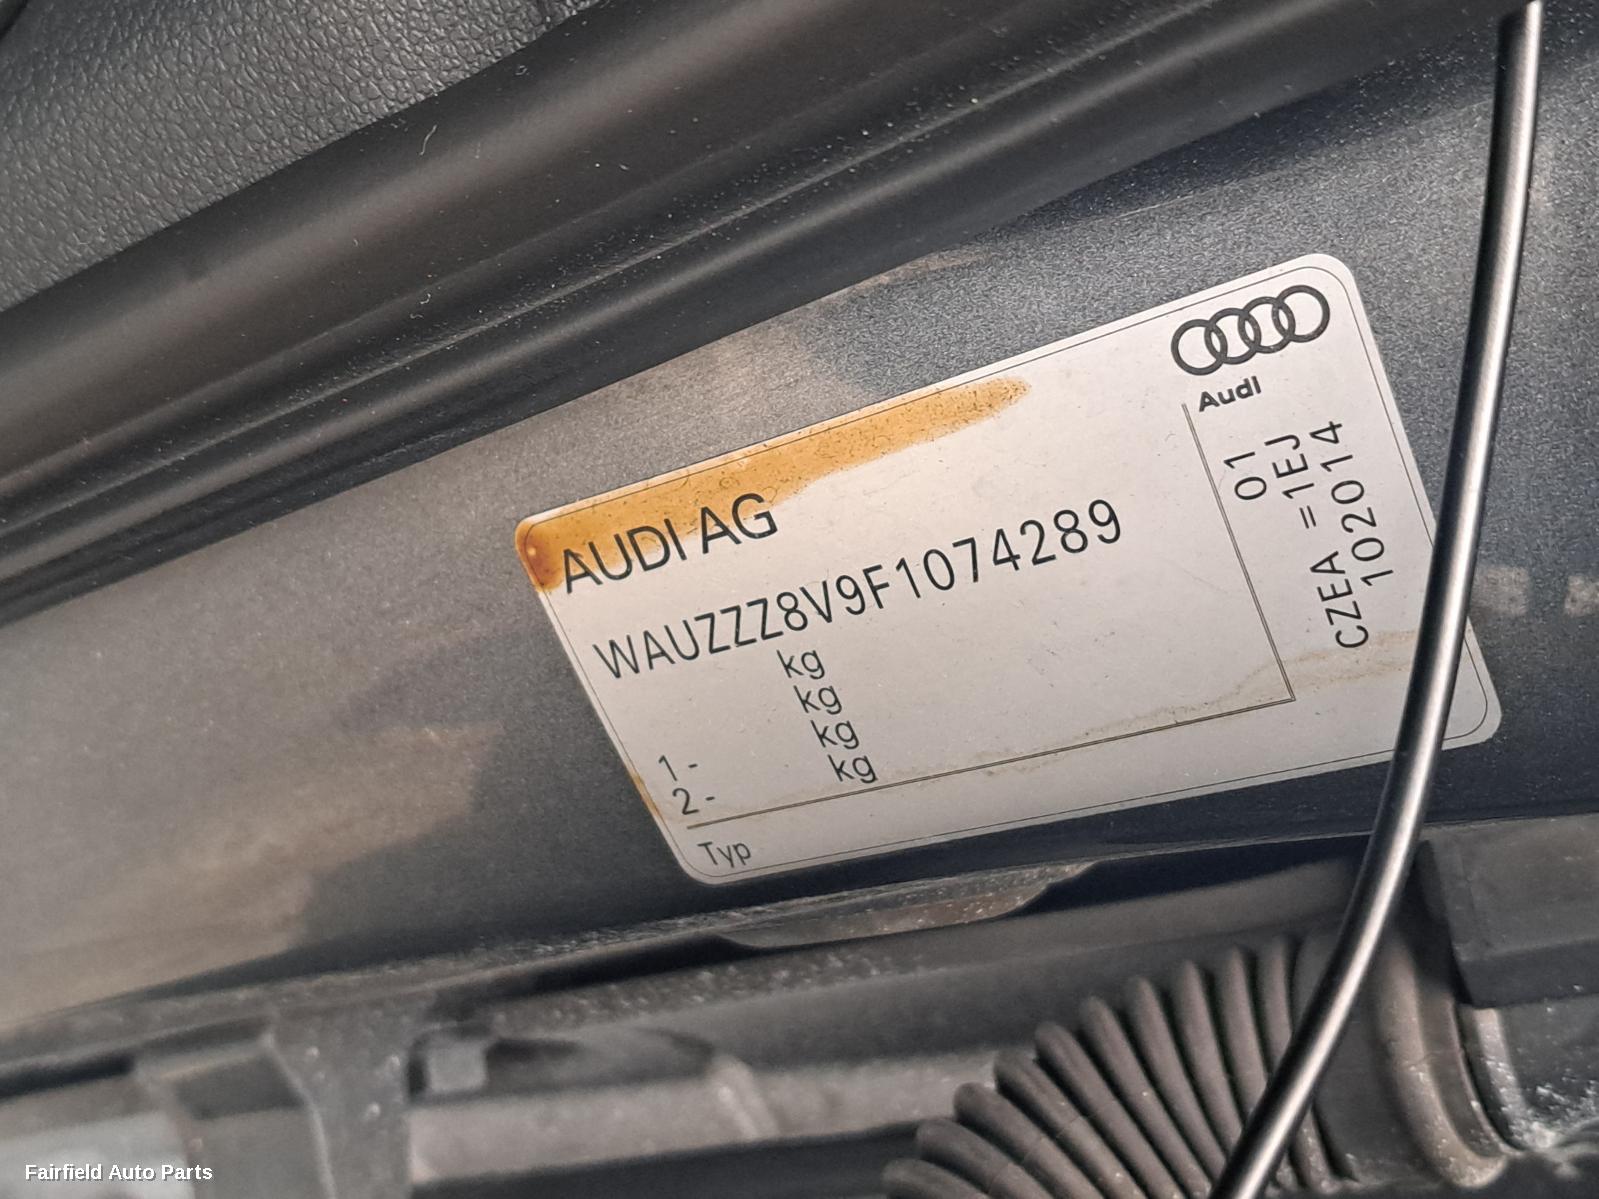 Audi
AUDI AG
WAUZZZ8V9F1074289
kg
kg
1- kg
2- kg
Typ
01
CZEA =1EJ
102014
Fairfield Auto Parts